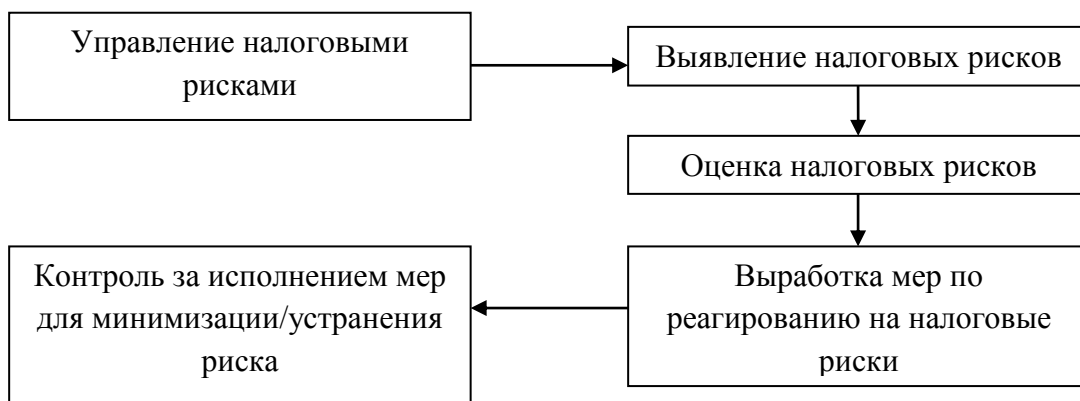 Управление налоговыми
рисками
Выявление налоговых рисков
Оценка налоговых рисков
Выработка мер по
реагированию на налоговые
риски
Контроль за исполнением мер
для минимизации/устранения
риска